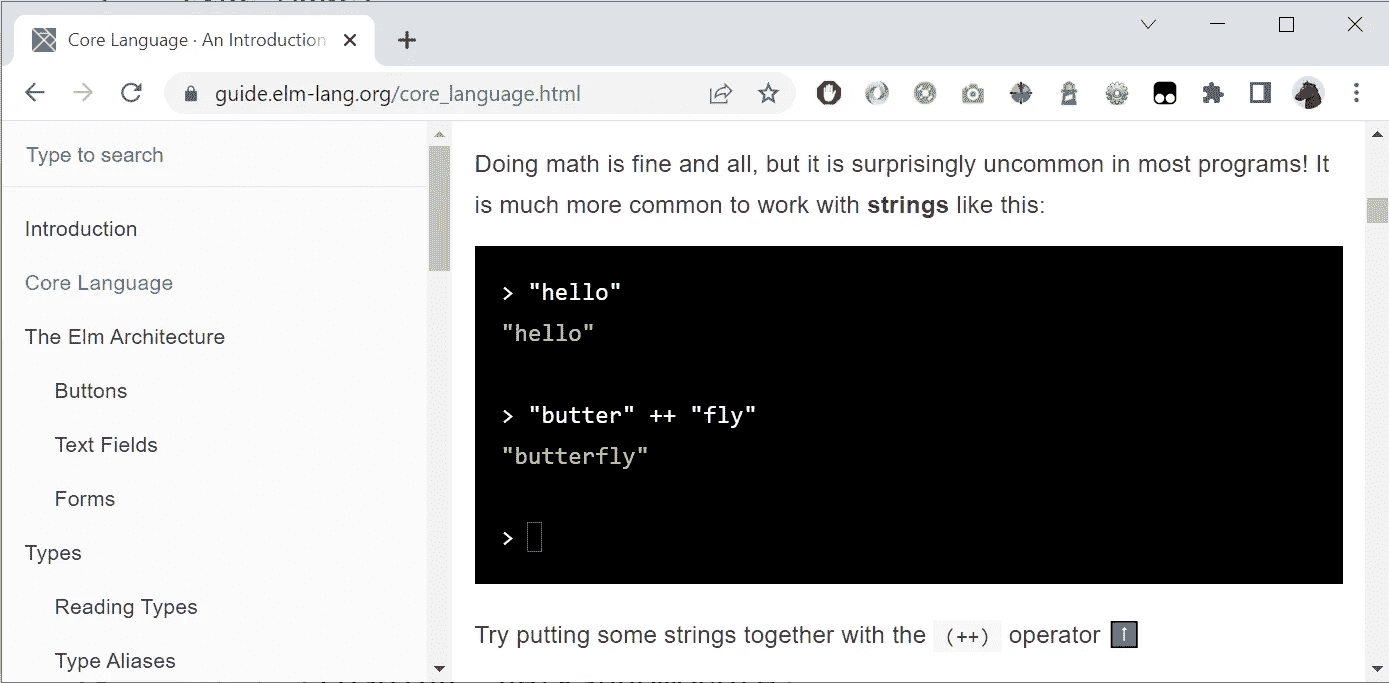 Core Language · An Introduction
guide.elm-lang.org/core_language.html
Type to search
Introduction
Core Language
The Elm Architecture
Buttons
Text Fields
Forms
Types
Reading Types
Type Aliases
Doing math is fine and all, but it is surprisingly uncommon in most programs! It
is much more common to work with strings like this:
> "hello"
"hello"
> "butter" ++ "fly"
"butterfly"
>
Try putting some strings together with the (++) operator ⬆